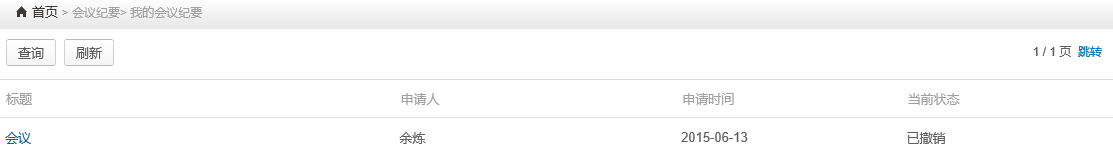 首页 > 会议纪要> 我的会议纪要
查询 刷新 1 / 1 页 跳转
标题 申请人 申请时间 当前状态
会议 余炼 2015-06-13 已撤销